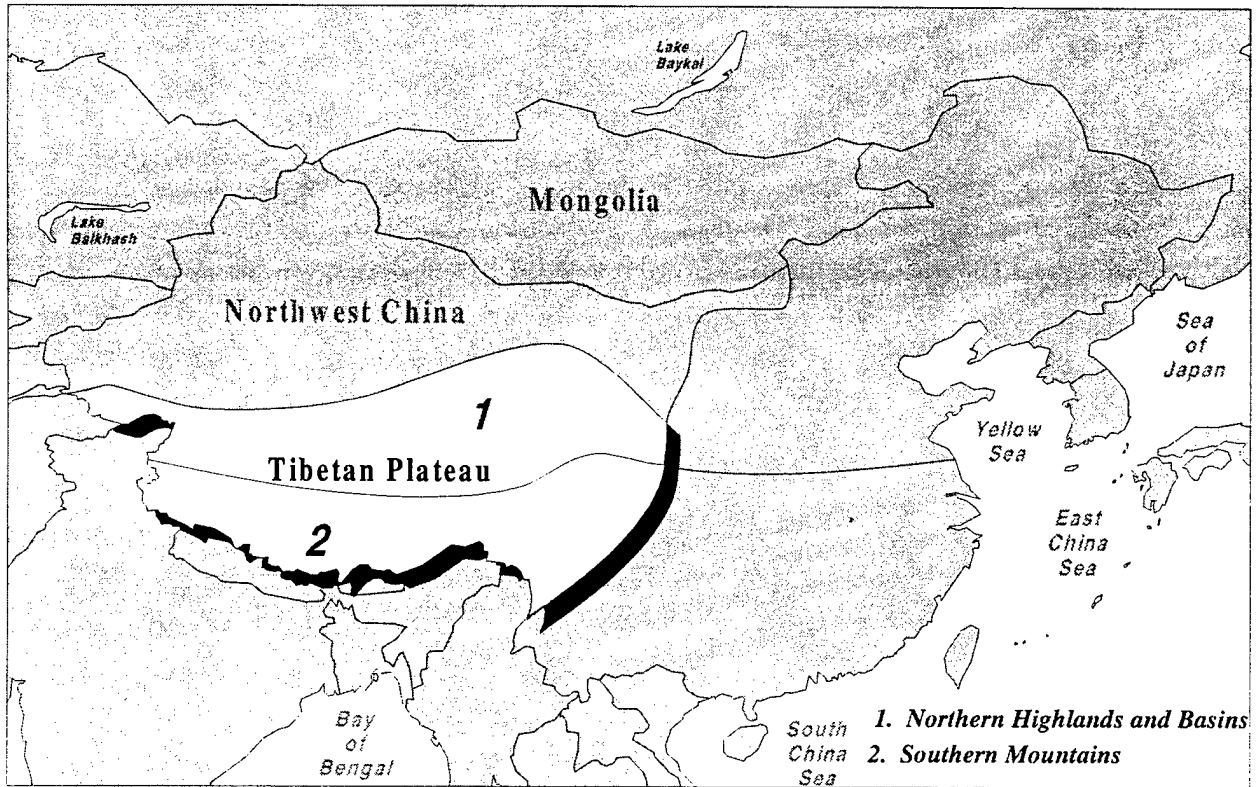 Lake
Baykal
Mongolia
Lake
Balkhash
Northwest China
Sea
of
Japan
1
Yellow
Sea
Tibetan Plateau
East
China
Sea
2
Bay
of
Bengal
South
China
Sea
1. Northern Highlands and Basins
2. Southern Mountains